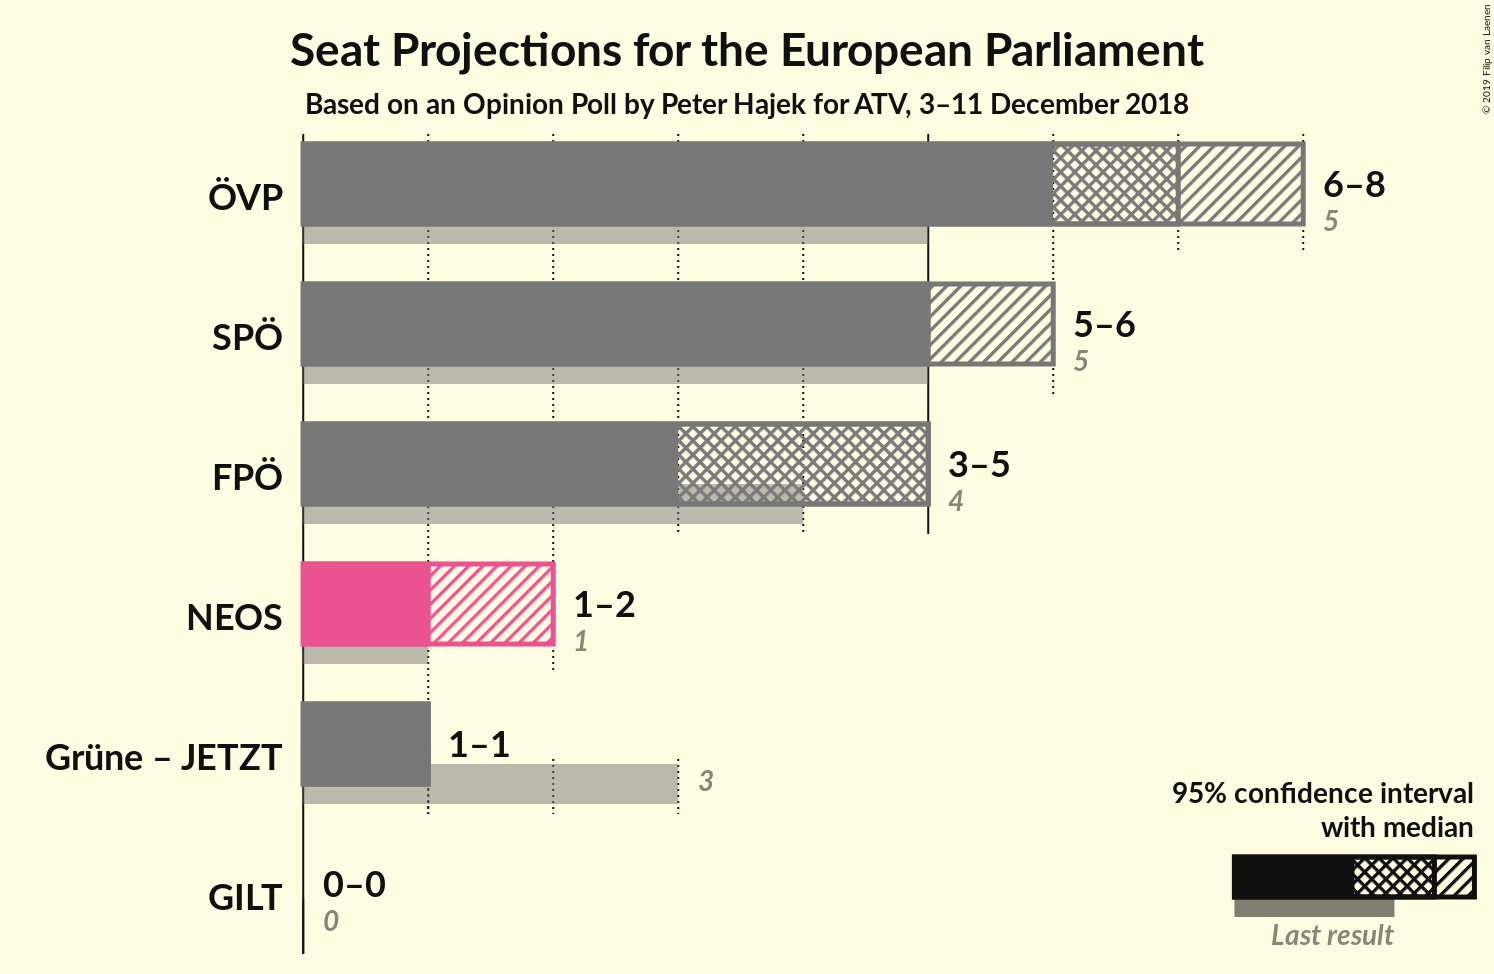 Seat Projections for the European Parliament
Based on an Opinion Poll by Peter Hajek for ATV, 3–11 December 2018
© 2019 Filip van Laenen
ÖVP
6–8
5
SPÖ
5–6
5
FPÖ
3–5
4
NEOS
1–2
1
Grüne – JETZT
1–1
3
GILT
0–0
0
95% confidence interval
with median
Last result